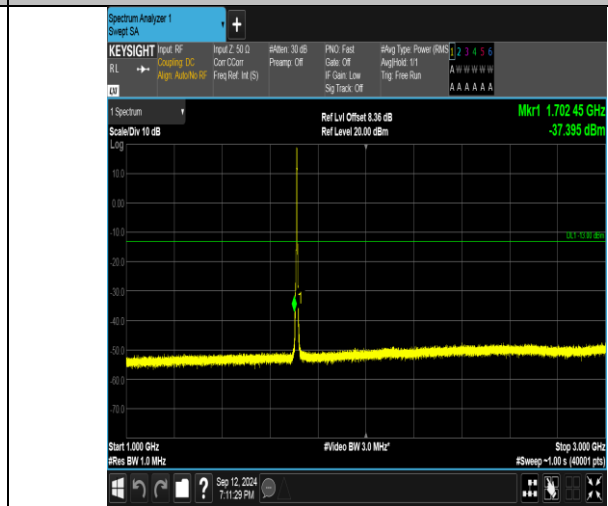 Spectrum Analyzer 1
Swept SA
+
KEYSIGHT Input: RF Input Z: 50 Ω #Atten: 30 dB PNO: Fast #Avg Type: Power (RMS 1 2 3 4 5 6
RL Coupling: DC Corr CCorr Preamp: Off Gate: Off Avg|Hold: 1/1 A W W W W W
Align: Auto/No RF Freq Ref: Int (S) IF Gain: Low Trig: Free Run
Sig Track: Off A A A A A A
LXI
1 Spectrum Ref Lvl Offset 8.36 dB Mkr1 1.702 45 GHz
Scale/Div 10 dB Ref Level 20.00 dBm -37.395 dBm
Log
10.0
0.00
-10.0
DL1 -13.00 dBm
-20.0
-30.0
1
-40.0
-50.0
-60.0
-70.0
Start 1.000 GHz #Video BW 3.0 MHz* Stop 3.000 GHz
#Res BW 1.0 MHz #Sweep ~1.00 s (40001 pts)
? Sep 12, 2024
7:11:29 PM